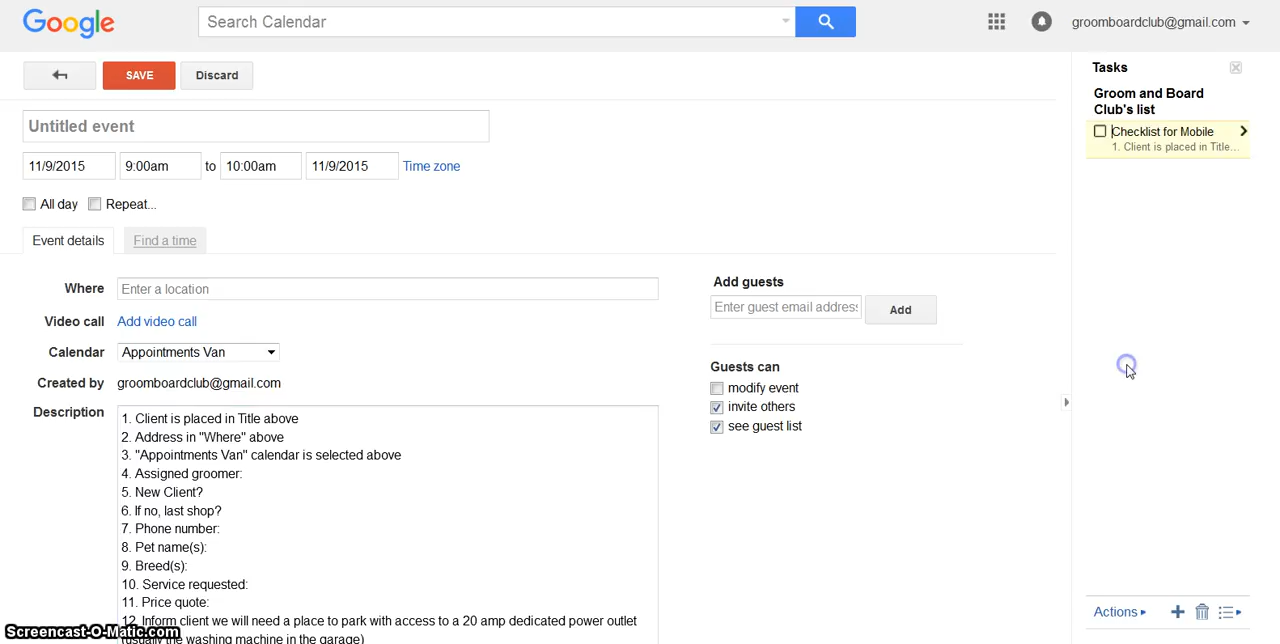 Google
Search Calendar
groomboardclub@gmail.com
SAVE
Discard
Untitled event
11/9/2015 9:00am to 10:00am 11/9/2015 Time zone
All day Repeat...
Event details Find a time
Where Enter a location
Video call Add video call
Calendar Appointments Van
Created by groomboardclub@gmail.com
Description
1. Client is placed in Title above
2. Address in "Where" above
3. "Appointments Van" calendar is selected above
4. Assigned groomer:
5. New Client?
6. If no, last shop?
7. Phone number:
8. Pet name(s):
9. Breed(s):
10. Service requested:
11. Price quote:
12. Inform client we will need a place to park with access to a 20 amp dedicated power outlet
(usually the washing machine in the garage)
Add guests
Enter guest email address
Add
Guests can
modify event
invite others
see guest list
Tasks
Groom and Board
Club's list
Checklist for Mobile
1. Client is placed in Title...
Actions
Screencast-O-Matic.com